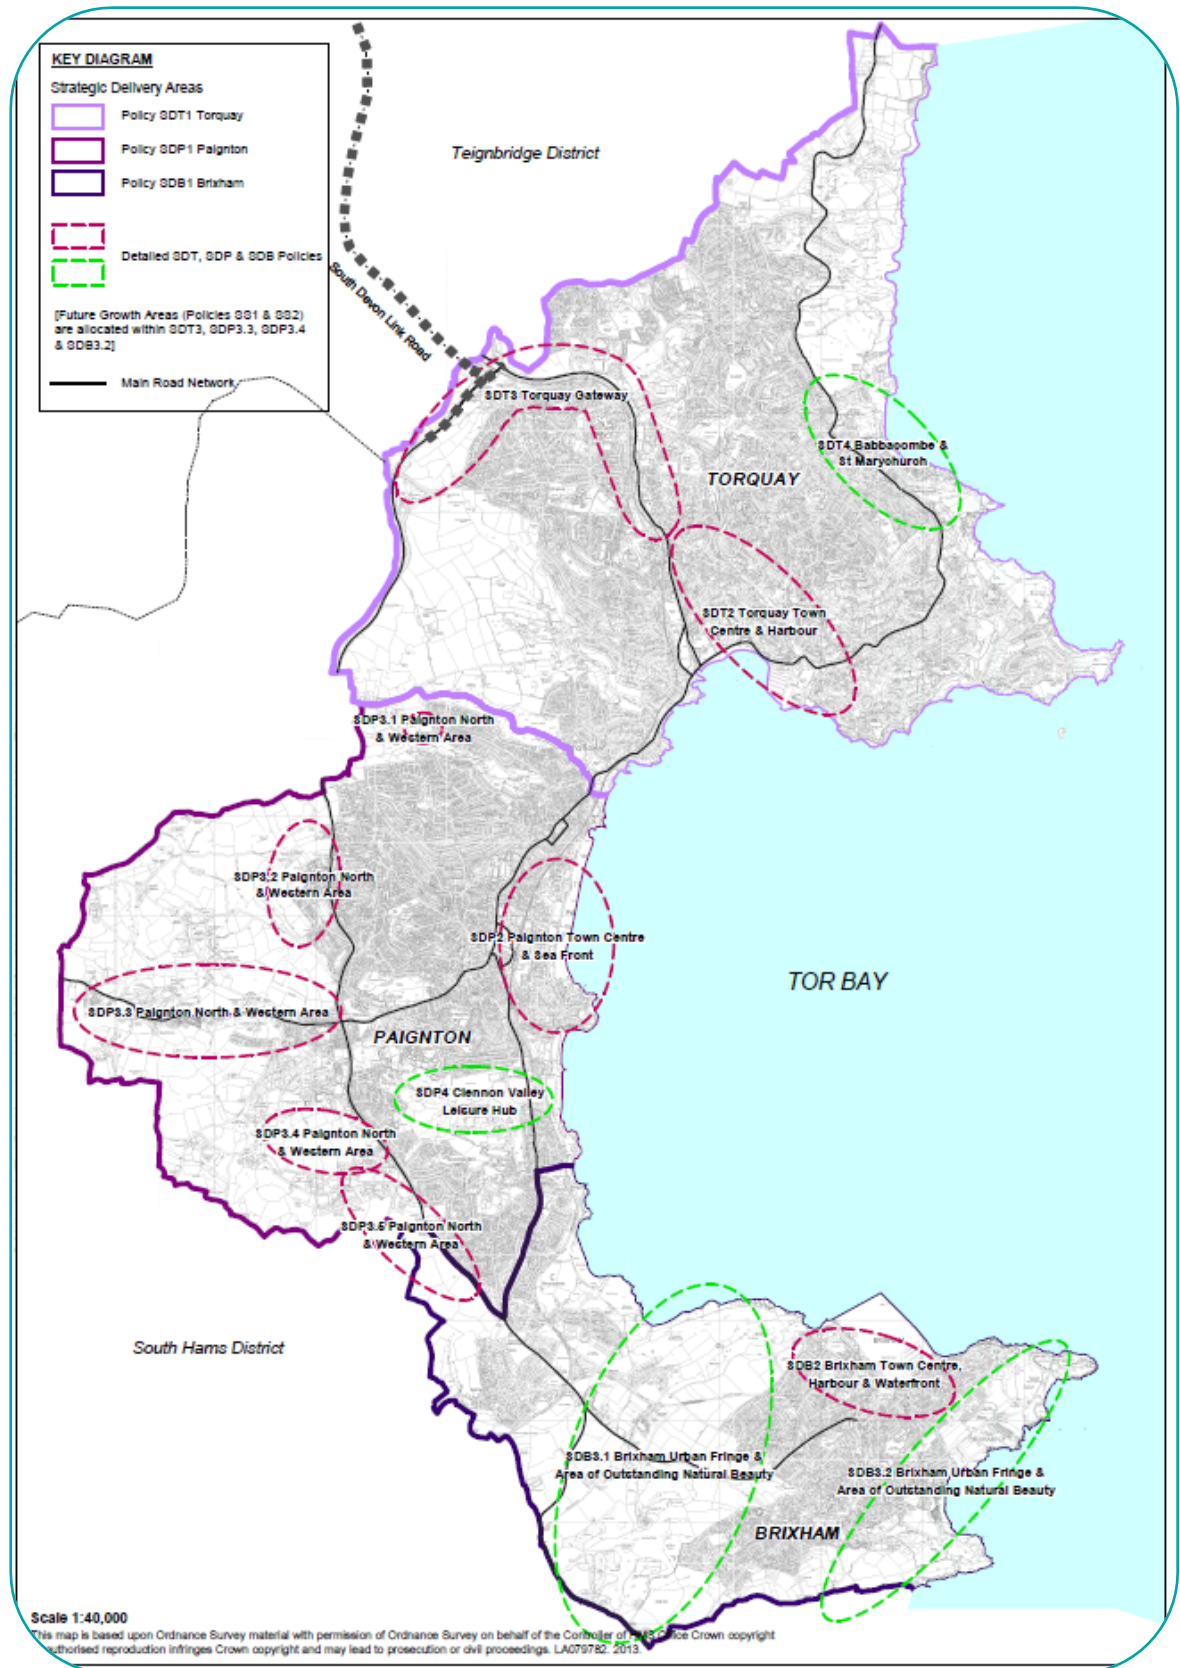 KEY DIAGRAM
Strategic Delivery Areas
Policy SDT1 Torquay
Policy SDP1 Paignton
Policy SDB1 Brixham
Detailed SDT, SDP & SDB Policies
[Future Growth Areas (Policies SS1 & SS2)
are allocated within SDT3, SDP3.3, SDP3.4
& SDB3.2]
Main Road Network
Teignbridge District
South Devon Link Road
SDT3 Torquay Gateway
SDT4 Babbacombe &
St Marychurch
TORQUAY
SDT2 Torquay Town
Centre & Harbour
SDP3.1 Paignton North
& Western Area
SDP3.2 Paignton North
& Western Area
SDP2 Paignton Town Centre
& Sea Front
TOR BAY
SDP3.3 Paignton North & Western Area
PAIGNTON
SDP4 Clennon Valley
Leisure Hub
SDP3.4 Paignton North
& Western Area
SDP3.5 Paignton North
& Western Area
South Hams District
SDB2 Brixham Town Centre,
Harbour & Waterfront
SDB3.1 Brixham Urban Fringe &
Area of Outstanding Natural Beauty
SDB3.2 Brixham Urban Fringe &
Area of Outstanding Natural Beauty
BRIXHAM
Scale 1:40,000
This map is based upon Ordnance Survey material with permission of Ordnance Survey on behalf of the Controller of Crown copyright
reproduction infringes Crown copyright and may lead to prosecution or civil proceedings. LA079782. 2013.